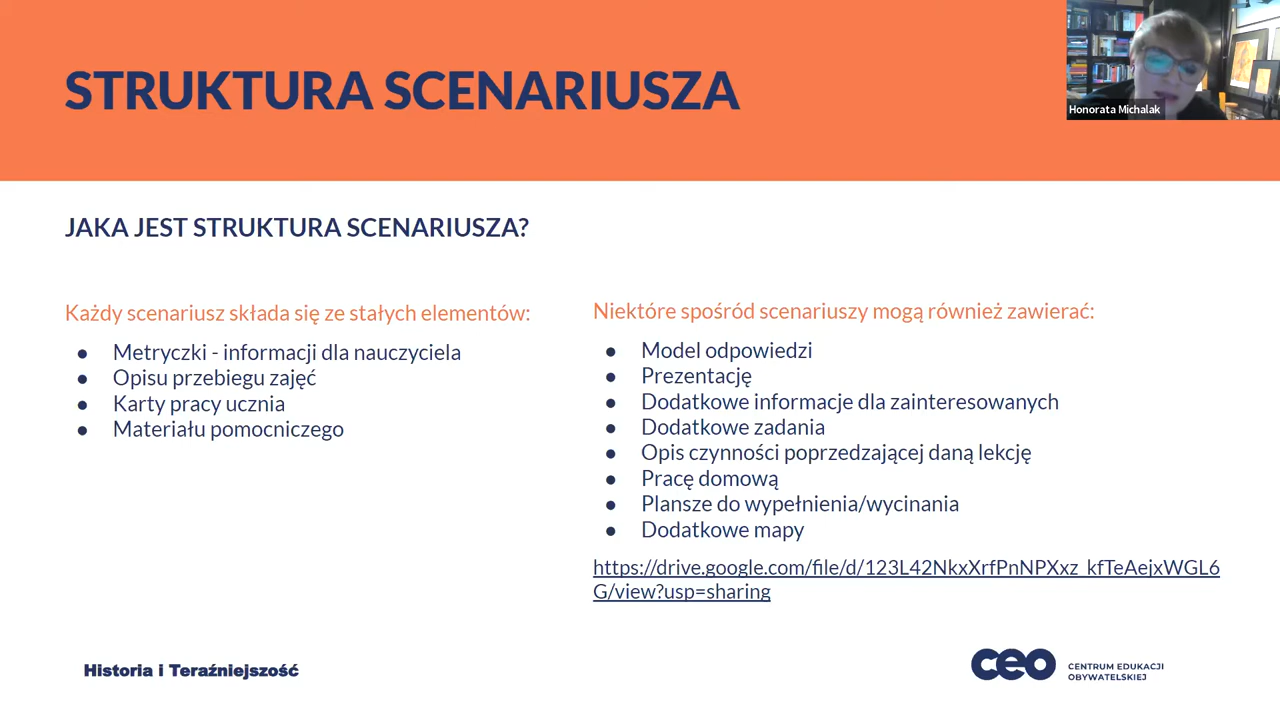 STRUKTURA SCENARIUSZA
Honorata Michalak
JAKA JEST STRUKTURA SCENARIUSZA?
Każdy scenariusz składa się ze stałych elementów:
● Metryczki - informacji dla nauczyciela
● Opisu przebiegu zajęć
● Karty pracy ucznia
● Materiału pomocniczego
Niektóre spośród scenariuszy mogą również zawierać:
● Model odpowiedzi
● Prezentację
● Dodatkowe informacje dla zainteresowanych
● Dodatkowe zadania
● Opis czynności poprzedzającej daną lekcję
● Pracę domową
● Plansze do wypełnienia/wycinania
● Dodatkowe mapy
https://drive.google.com/file/d/123L42NkxXrfPnNPXxz_kfTeAejxWGL6
G/view?usp=sharing
Historia i Teraźniejszość
ceo
CENTRUM EDUKACJI
OBYWATELSKIEJ